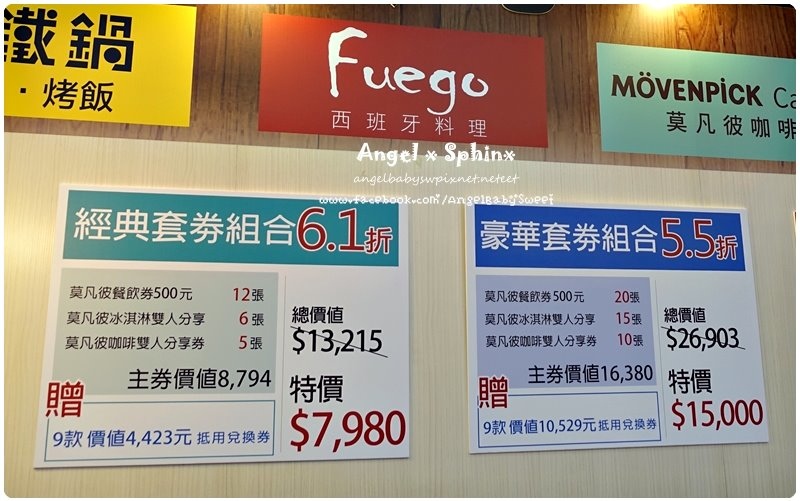 鐵鍋
· 烤飯
Fuego
西班牙料理
MÖVENPICK Ca
莫凡彼咖啡
Angel x Sphinx
angelbabyswpixnet.neteet
www.facebook.com/AngelBabySweet
經典套券組合6.1折
莫凡彼餐飲券500元 12張
莫凡彼冰淇淋雙人分享 6張
莫凡彼咖啡雙人分享券 5張
主券價值8,794
贈
9款 價值4,423元 抵用兌換券
總價值
$13,215
特價
$7,980
豪華套券組合5.5折
莫凡彼餐飲券500元 20張
莫凡彼冰淇淋雙人分享 15張
莫凡彼咖啡雙人分享券 10張
主券價值16,380
贈
9款 價值10,529元 抵用兌換券
總價值
$26,903
特價
$15,000